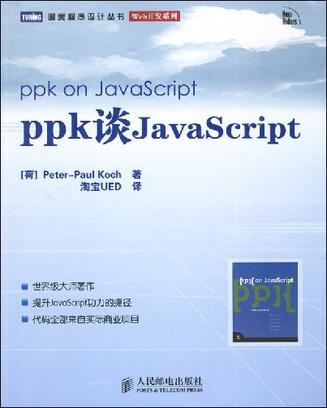 TURING 图灵程序设计丛书 Web开发系列
New Riders
ppk on JavaScript
ppk谈JavaScript
[荷] Peter-Paul Koch 著
淘宝UED 译
世界级大师著作
提升JavaScript功力的捷径
代码全部来自实际商业项目
ppk on JavaScript
PPK
人民邮电出版社
POSTS & TELECOM PRESS